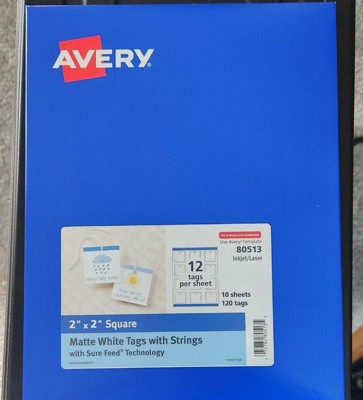 AVERY®
Use Avery® Template
80513
Inkjet/Laser
12
tags
per sheet
10 sheets
120 tags
2" x 2" Square
Matte White Tags with Strings
with Sure Feed® Technology